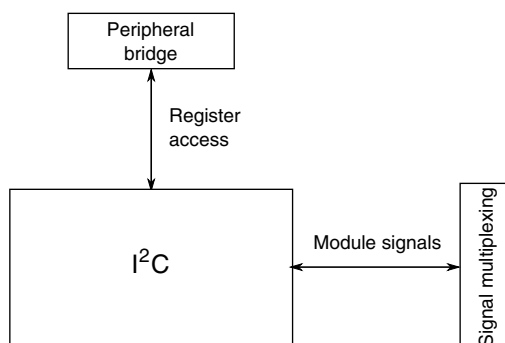 Peripheral
bridge
Register
access
I²C
Module signals
Signal multiplexing